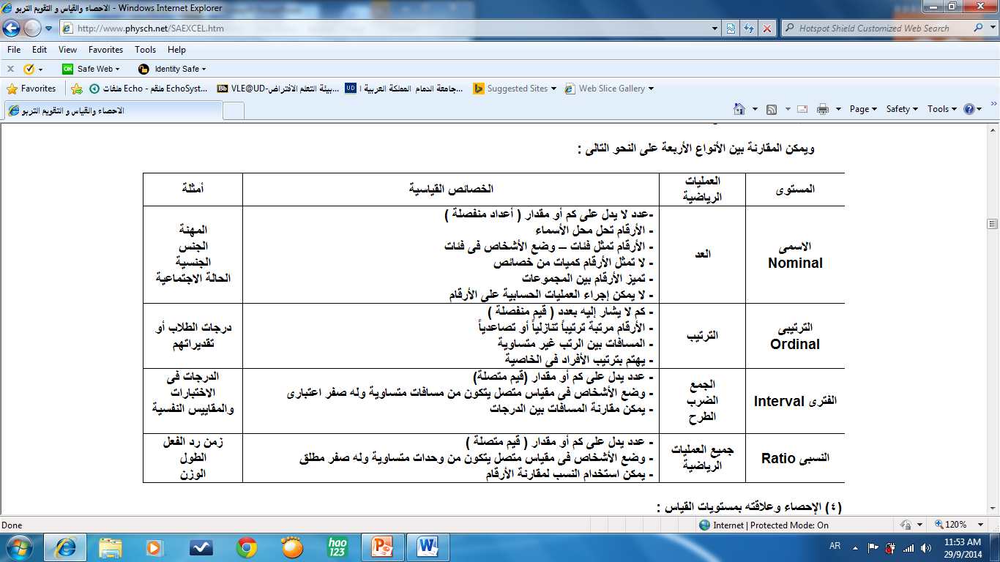 الاحصاء والقياس و التقويم التربو - Windows Internet Explorer
http://www.physch.net/SAEXCEL.htm
Hotspot Shield Customized Web Search
File Edit View Favorites Tools Help
x Safe Web Identity Safe
Favorites ملفات Echo - ملقم EchoSyst... VLE@UD-بيئة التعلم الافتراض... جامعة الدمام المملكة العربية ا... Suggested Sites Web Slice Gallery
الاحصاء والقياس و التقويم التربو
Page Safety Tools
ويمكن المقارنة بين الأنواع الأربعة على النحو التالى :
المستوى
العمليات
الرياضية
الخصائص القياسية
أمثلة
الاسمى
Nominal
العد
-عدد لا يدل على كم أو مقدار ( أعداد منفصلة )
- الأرقام تحل محل الأسماء
- الأرقام تمثل فئات – وضع الأشخاص فى فئات
- لا تمثل الأرقام كميات من خصائص
- تميز الأرقام بين المجموعات
- لا يمكن إجراء العمليات الحسابية على الأرقام
المهنة
الجنس
الجنسية
الحالة الاجتماعية
الترتيبى
Ordinal
الترتيب
- كم لا يشار إليه بعدد ( قيم منفصلة )
- الأرقام مرتبة ترتيباً تنازلياً أو تصاعدياً
- المسافات بين الرتب غير متساوية
- يهتم بترتيب الأفراد فى الخاصية
درجات الطلاب أو
تقديراتهم
الفترى Interval
الجمع
الضرب
الطرح
- عدد يدل على كم أو مقدار (قيم متصلة)
- وضع الأشخاص فى مقياس متصل يتكون من مسافات متساوية وله صفر اعتبارى
- يمكن مقارنة المسافات بين الدرجات
الدرجات فى
الاختبارات
والمقاييس النفسية
النسبى Ratio
جميع العمليات
الرياضية
- عدد يدل على كم أو مقدار ( قيم متصلة )
- وضع الأشخاص فى مقياس متصل يتكون من وحدات متساوية وله صفر مطلق
- يمكن استخدام النسب لمقارنة الأرقام
زمن رد الفعل
الطول
الوزن
(٤) الإحصاء وعلاقته بمستويات القياس :
Done Internet | Protected Mode: On 120%
hao123 AR 11:53 AM
29/9/2014